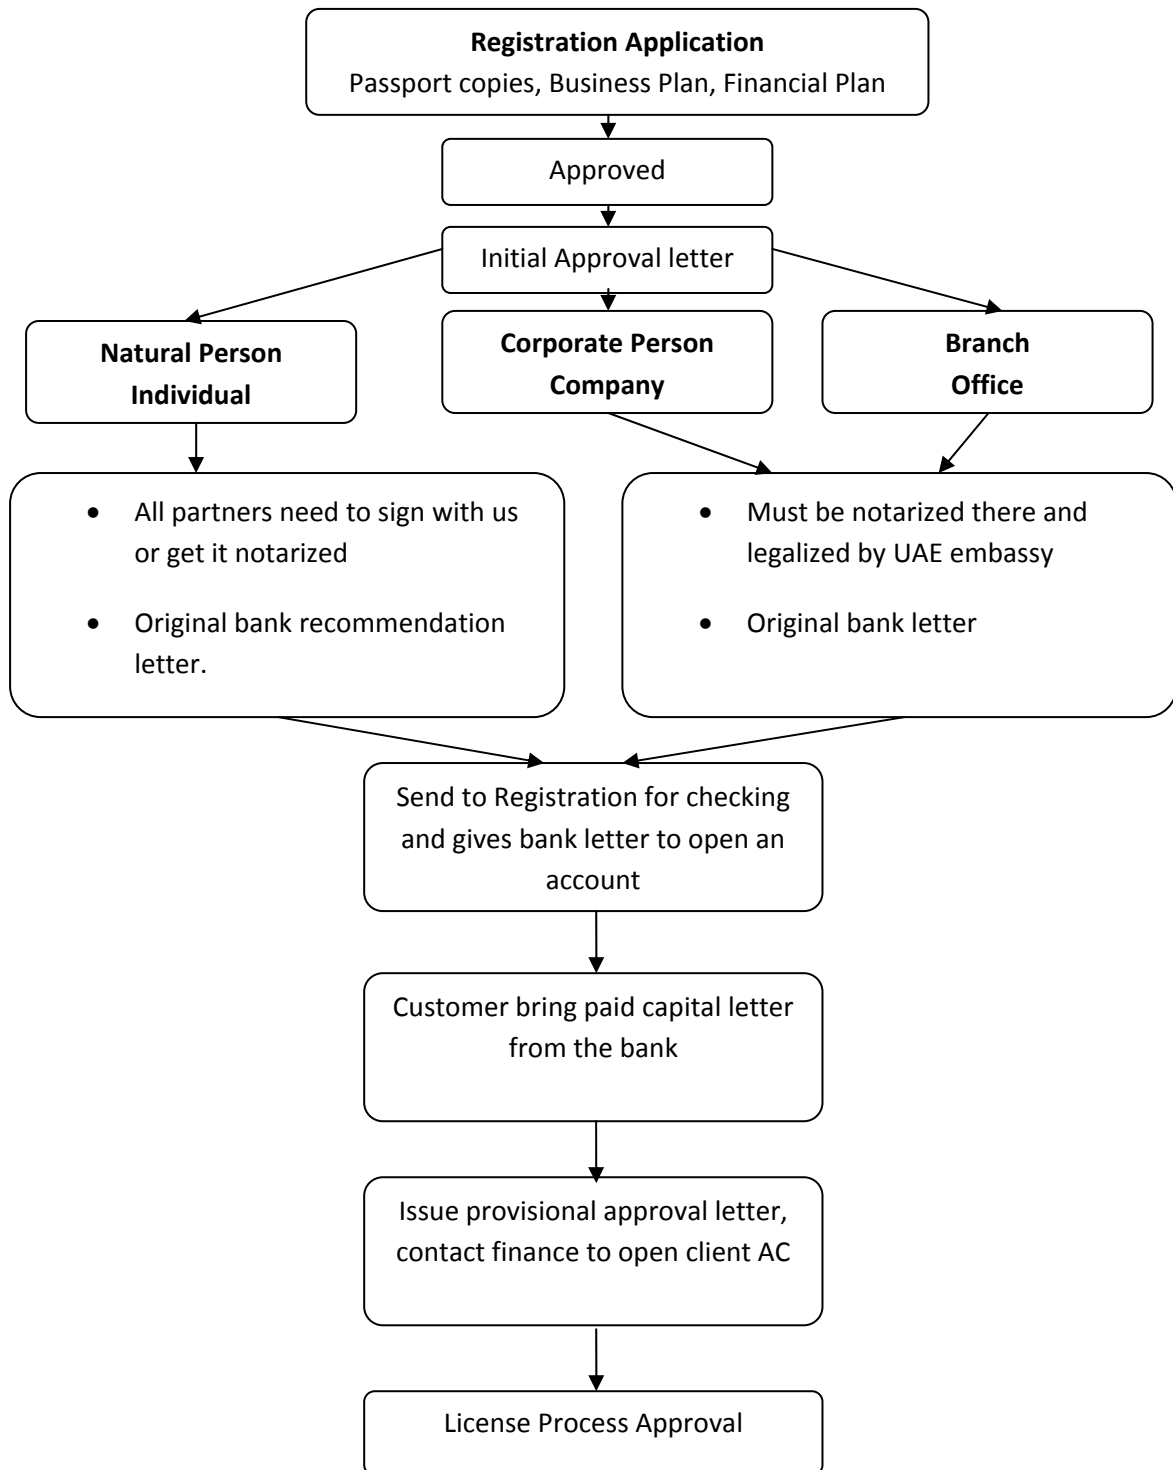 Registration Application
Passport copies, Business Plan, Financial Plan
Approved
Initial Approval letter
Natural Person
Individual
Corporate Person
Company
Branch
Office
• All partners need to sign with us
or get it notarized
• Original bank recommendation
letter.
• Must be notarized there and
legalized by UAE embassy
• Original bank letter
Send to Registration for checking
and gives bank letter to open an
account
Customer bring paid capital letter
from the bank
Issue provisional approval letter,
contact finance to open client AC
License Process Approval